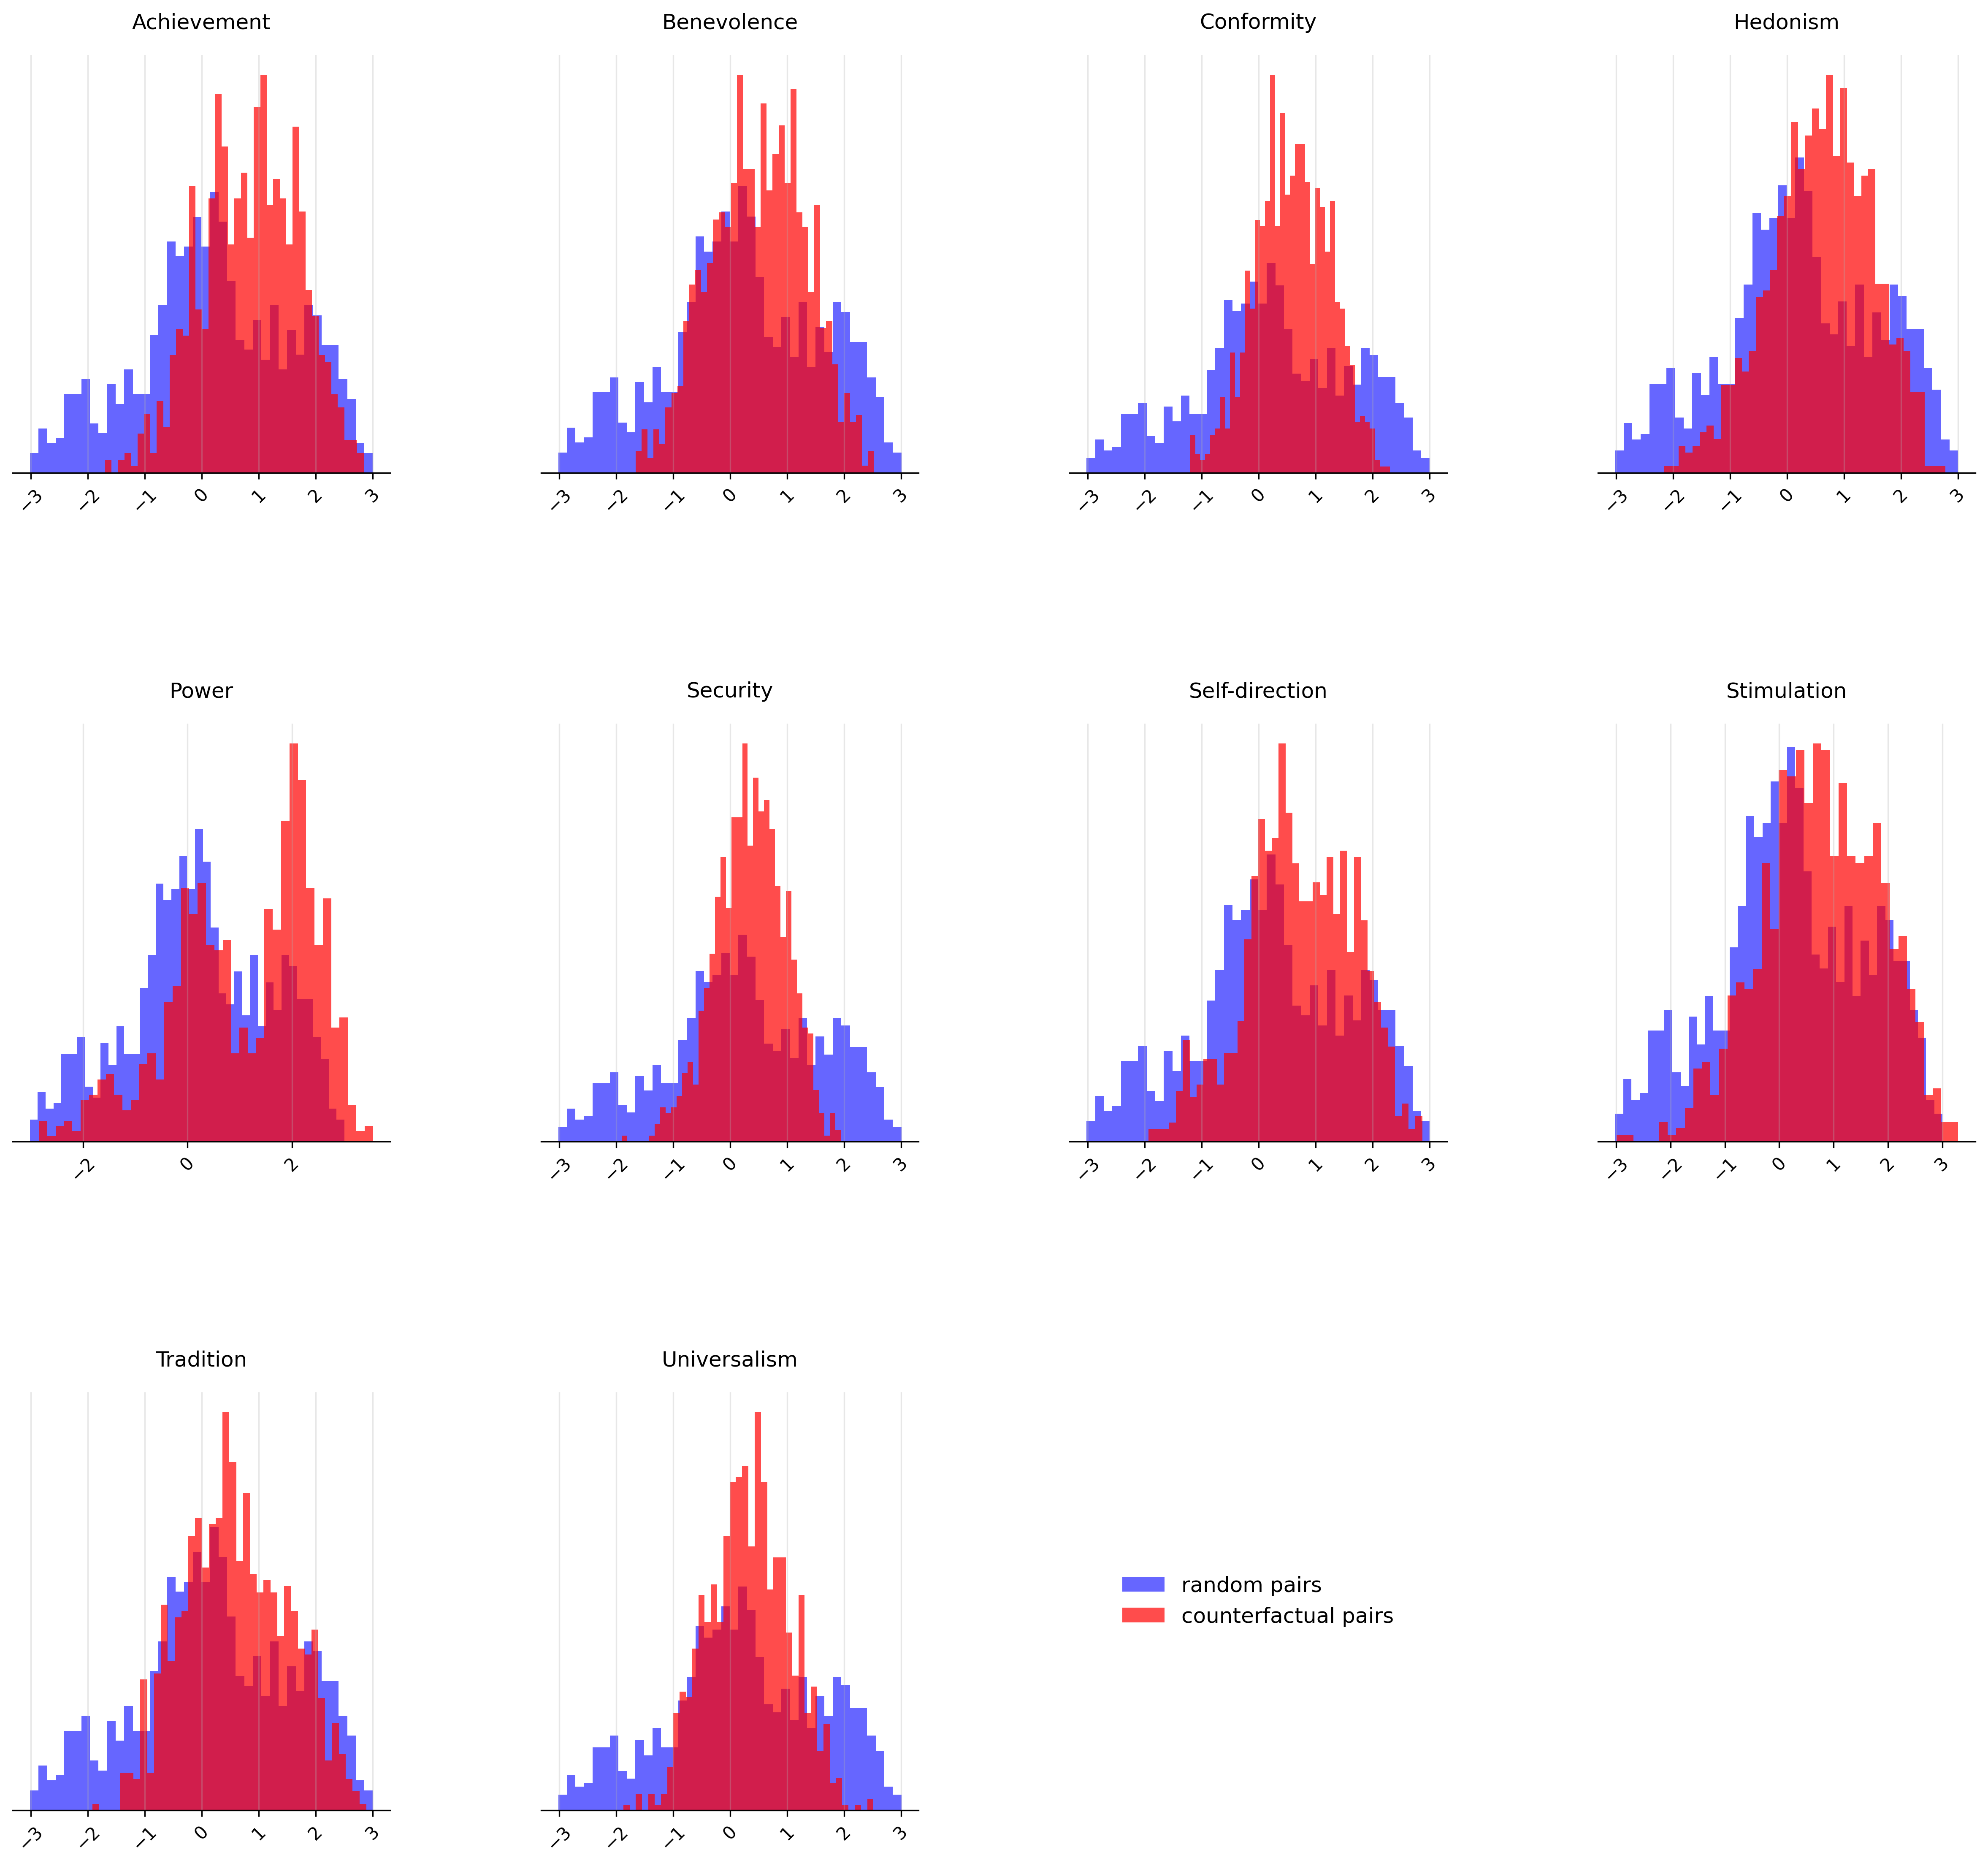 Achievement
Benevolence
Conformity
Hedonism
−3 −2 −1 0 1 2 3
−3 −2 −1 0 1 2 3
−3 −2 −1 0 1 2 3
−3 −2 −1 0 1 2 3
Power
Security
Self-direction
Stimulation
−2 0 2
−3 −2 −1 0 1 2 3
−3 −2 −1 0 1 2 3
−3 −2 −1 0 1 2 3
Tradition
Universalism
random pairs
counterfactual pairs
−3 −2 −1 0 1 2 3
−3 −2 −1 0 1 2 3